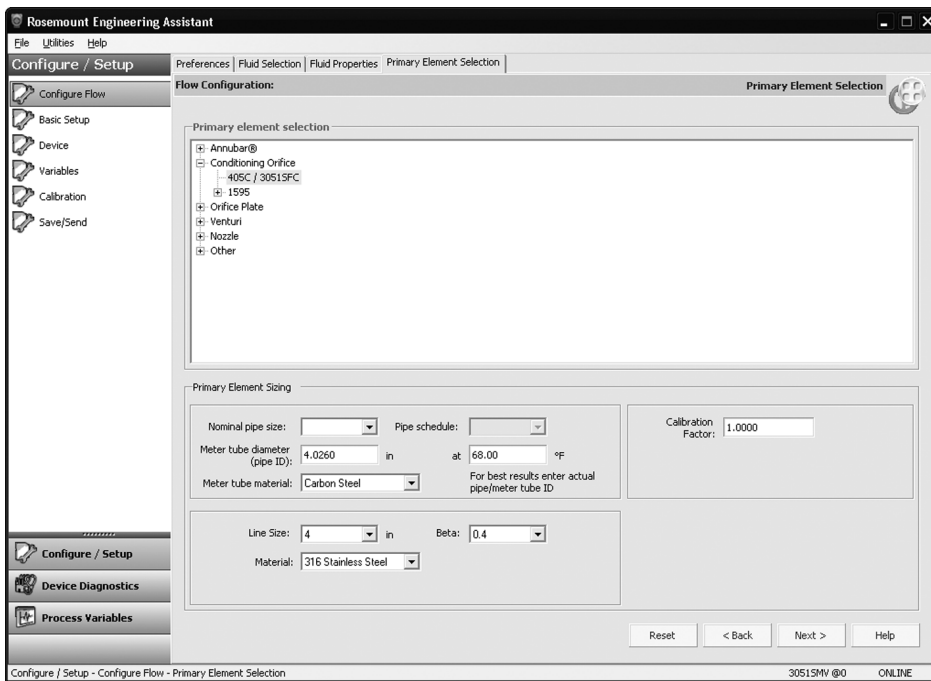 Rosemount Engineering Assistant
File Utilities Help
Configure / Setup
Configure Flow
Basic Setup
Device
Variables
Calibration
Save/Send
Configure / Setup
Device Diagnostics
Process Variables
Preferences Fluid Selection Fluid Properties Primary Element Selection
Flow Configuration: Primary Element Selection
Primary element selection
Annubar®
Conditioning Orifice
405C / 3051SFC
1595
Orifice Plate
Venturi
Nozzle
Other
Primary Element Sizing
Nominal pipe size: Pipe schedule:
Meter tube diameter
(pipe ID): 4.0260 in at 68.00 ºF
Meter tube material: Carbon Steel
For best results enter actual
pipe/meter tube ID
Calibration
Factor: 1.0000
Line Size: 4 in Beta: 0.4
Material: 316 Stainless Steel
Reset < Back Next > Help
Configure / Setup - Configure Flow - Primary Element Selection 3051SMV @0 ONLINE